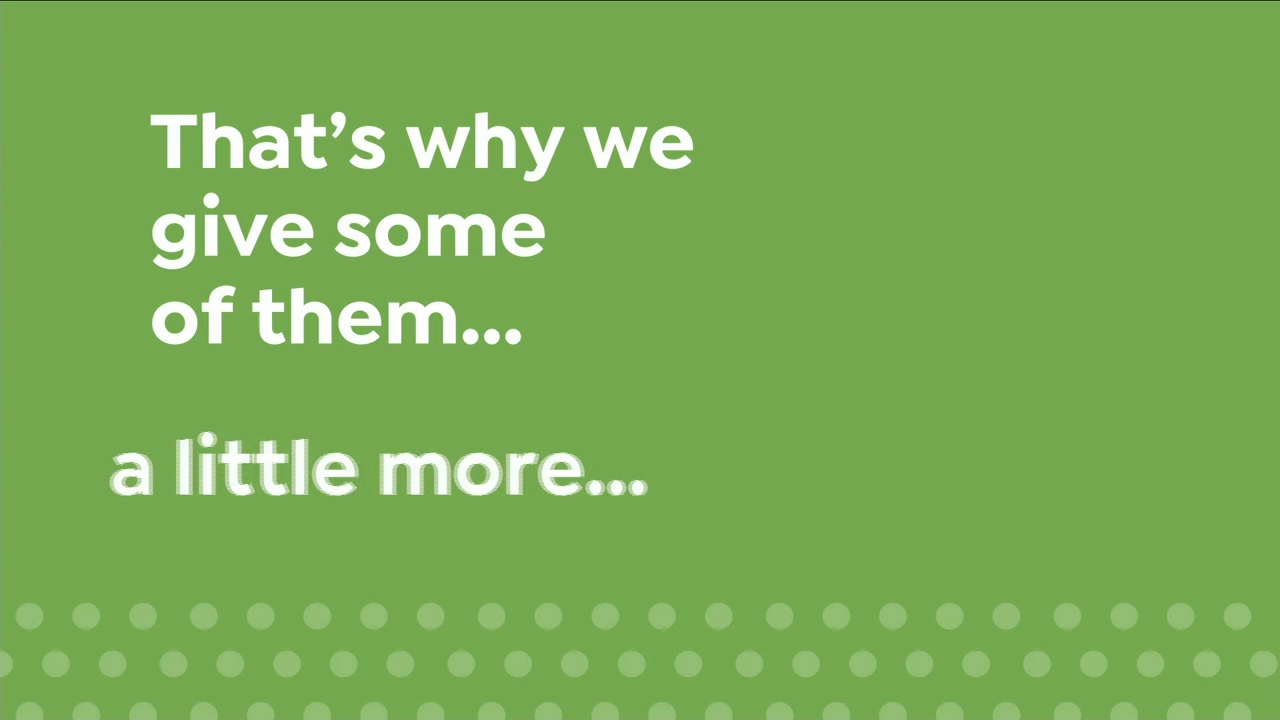 That’s why we
give some
of them...
a little more...